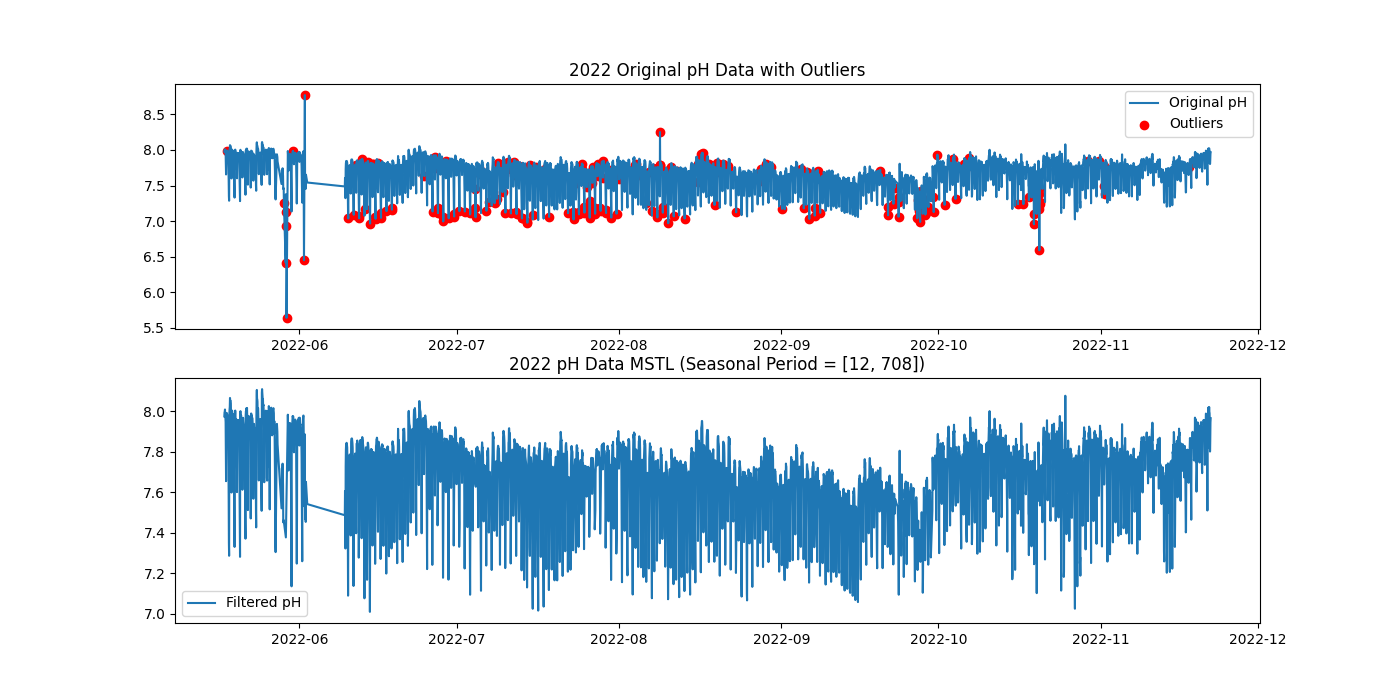 2022 Original pH Data with Outliers
Original pH
Outliers
8.5
8.0
7.5
7.0
6.5
6.0
5.5
2022-06 2022-07 2022-08 2022-09 2022-10 2022-11 2022-12
2022 pH Data MSTL (Seasonal Period = [12, 708])
8.0
7.8
7.6
7.4
7.2
7.0
Filtered pH
2022-06 2022-07 2022-08 2022-09 2022-10 2022-11 2022-12